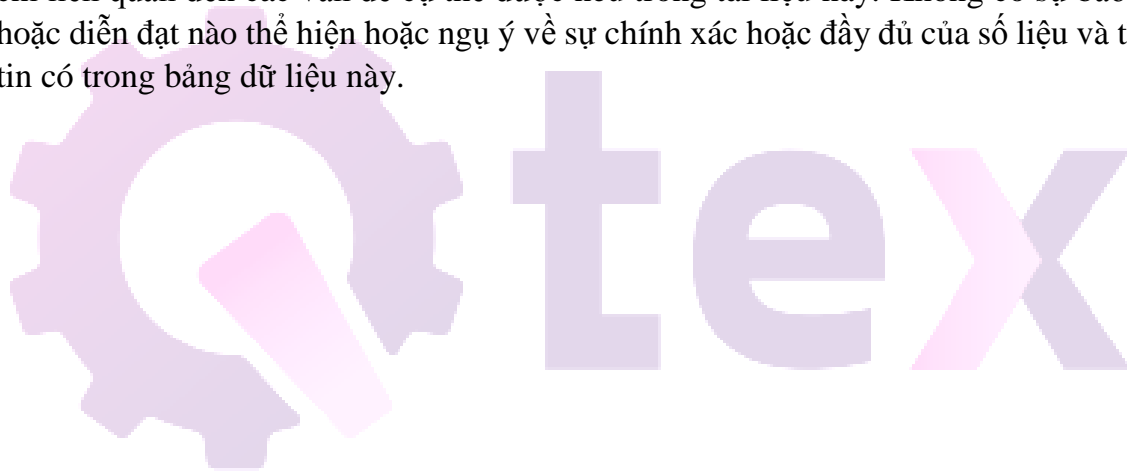 hoặc diễn đạt nào thể hiện hoặc ngụ ý về sự chính xác hoặc đầy đủ của số liệu và t
tin có trong bảng dữ liệu này.
Qtex